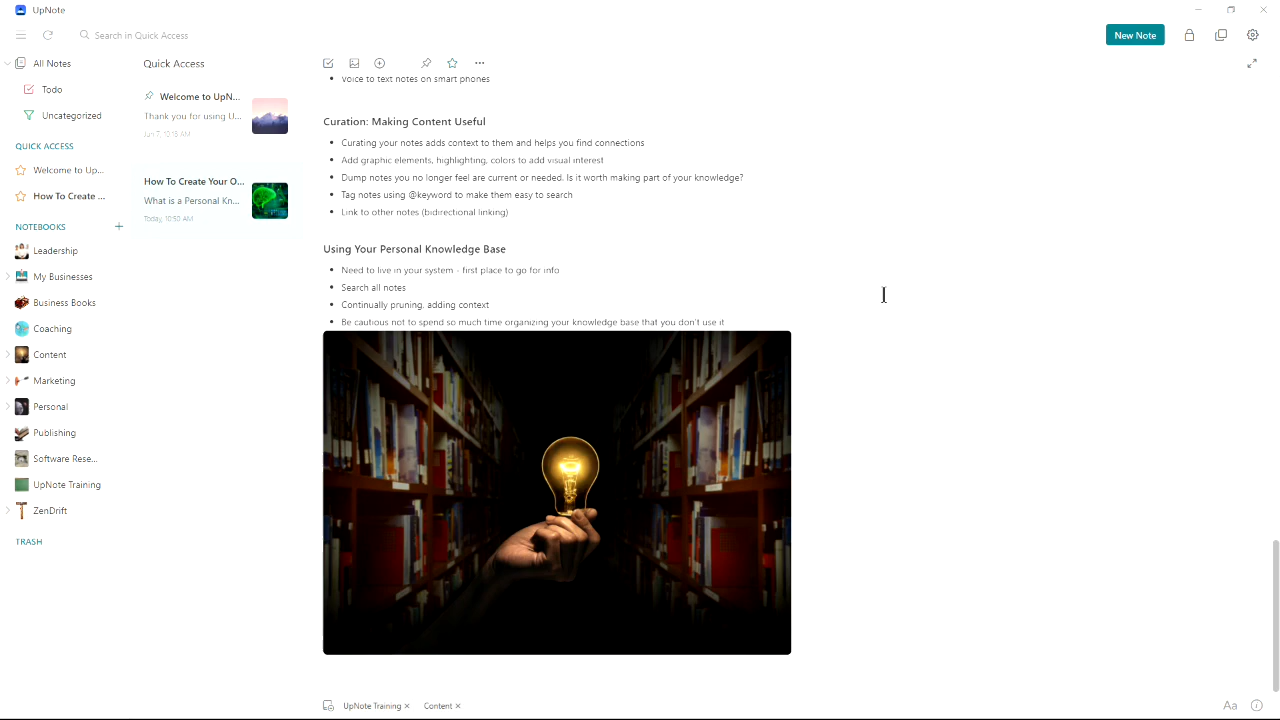 UpNote
Search in Quick Access
New Note
All Notes
Todo
Uncategorized
QUICK ACCESS
Welcome to Up...
How To Create ...
NOTEBOOKS
Leadership
My Businesses
Business Books
Coaching
Content
Marketing
Personal
Publishing
Software Rese...
UpNote Training
ZenDrift
TRASH
Quick Access
Welcome to UpN...
Thank you for using U...
Jun 7, 10:18 AM
How To Create Your O...
What is a Personal Kn...
Today, 10:50 AM
• Voice to text notes on smart phones
Curation: Making Content Useful
• Curating your notes adds context to them and helps you find connections
• Add graphic elements, highlighting, colors to add visual interest
• Dump notes you no longer feel are current or needed. Is it worth making part of your knowledge?
• Tag notes using @keyword to make them easy to search
• Link to other notes (bidirectional linking)
Using Your Personal Knowledge Base
• Need to live in your system - first place to go for info
• Search all notes
• Continually pruning, adding context
• Be cautious not to spend so much time organizing your knowledge base that you don't use it
UpNote Training ×
Content ×
Aa